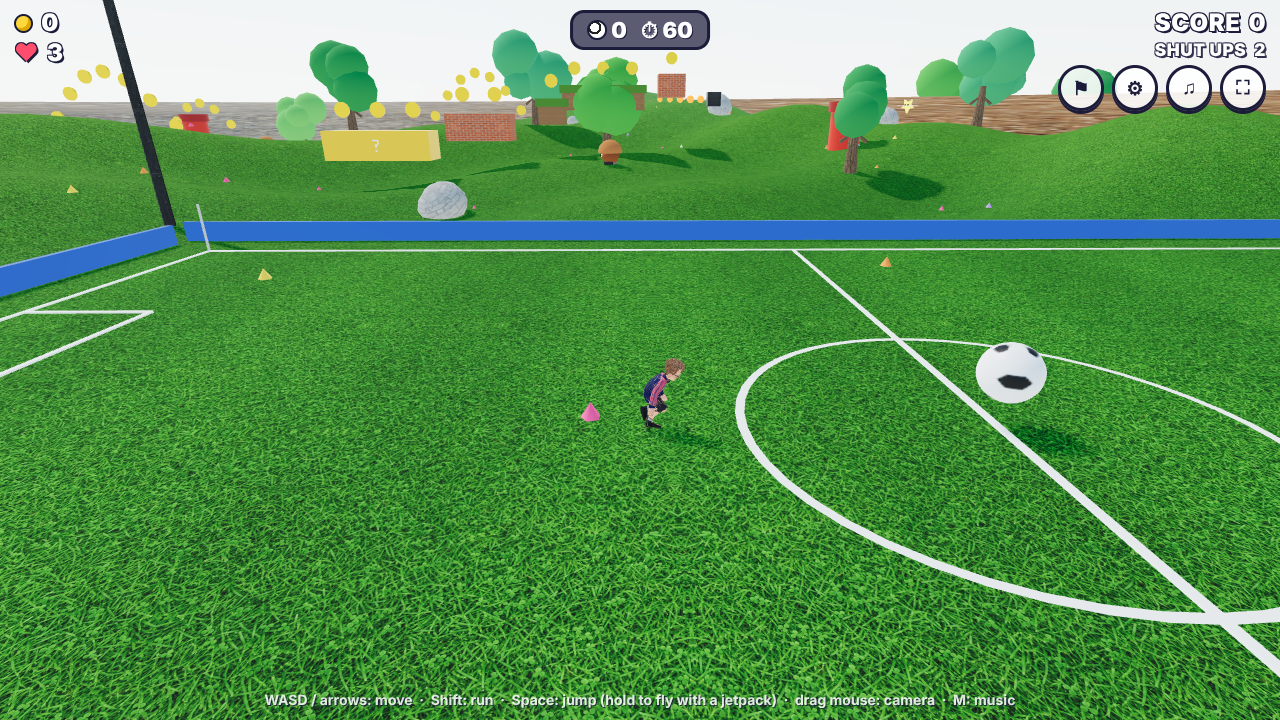 0
3
0 60
SCORE 0
SHUT UPS 2
?
WASD / arrows: move · Shift: run · Space: jump (hold to fly with a jetpack) · drag mouse: camera · M: music